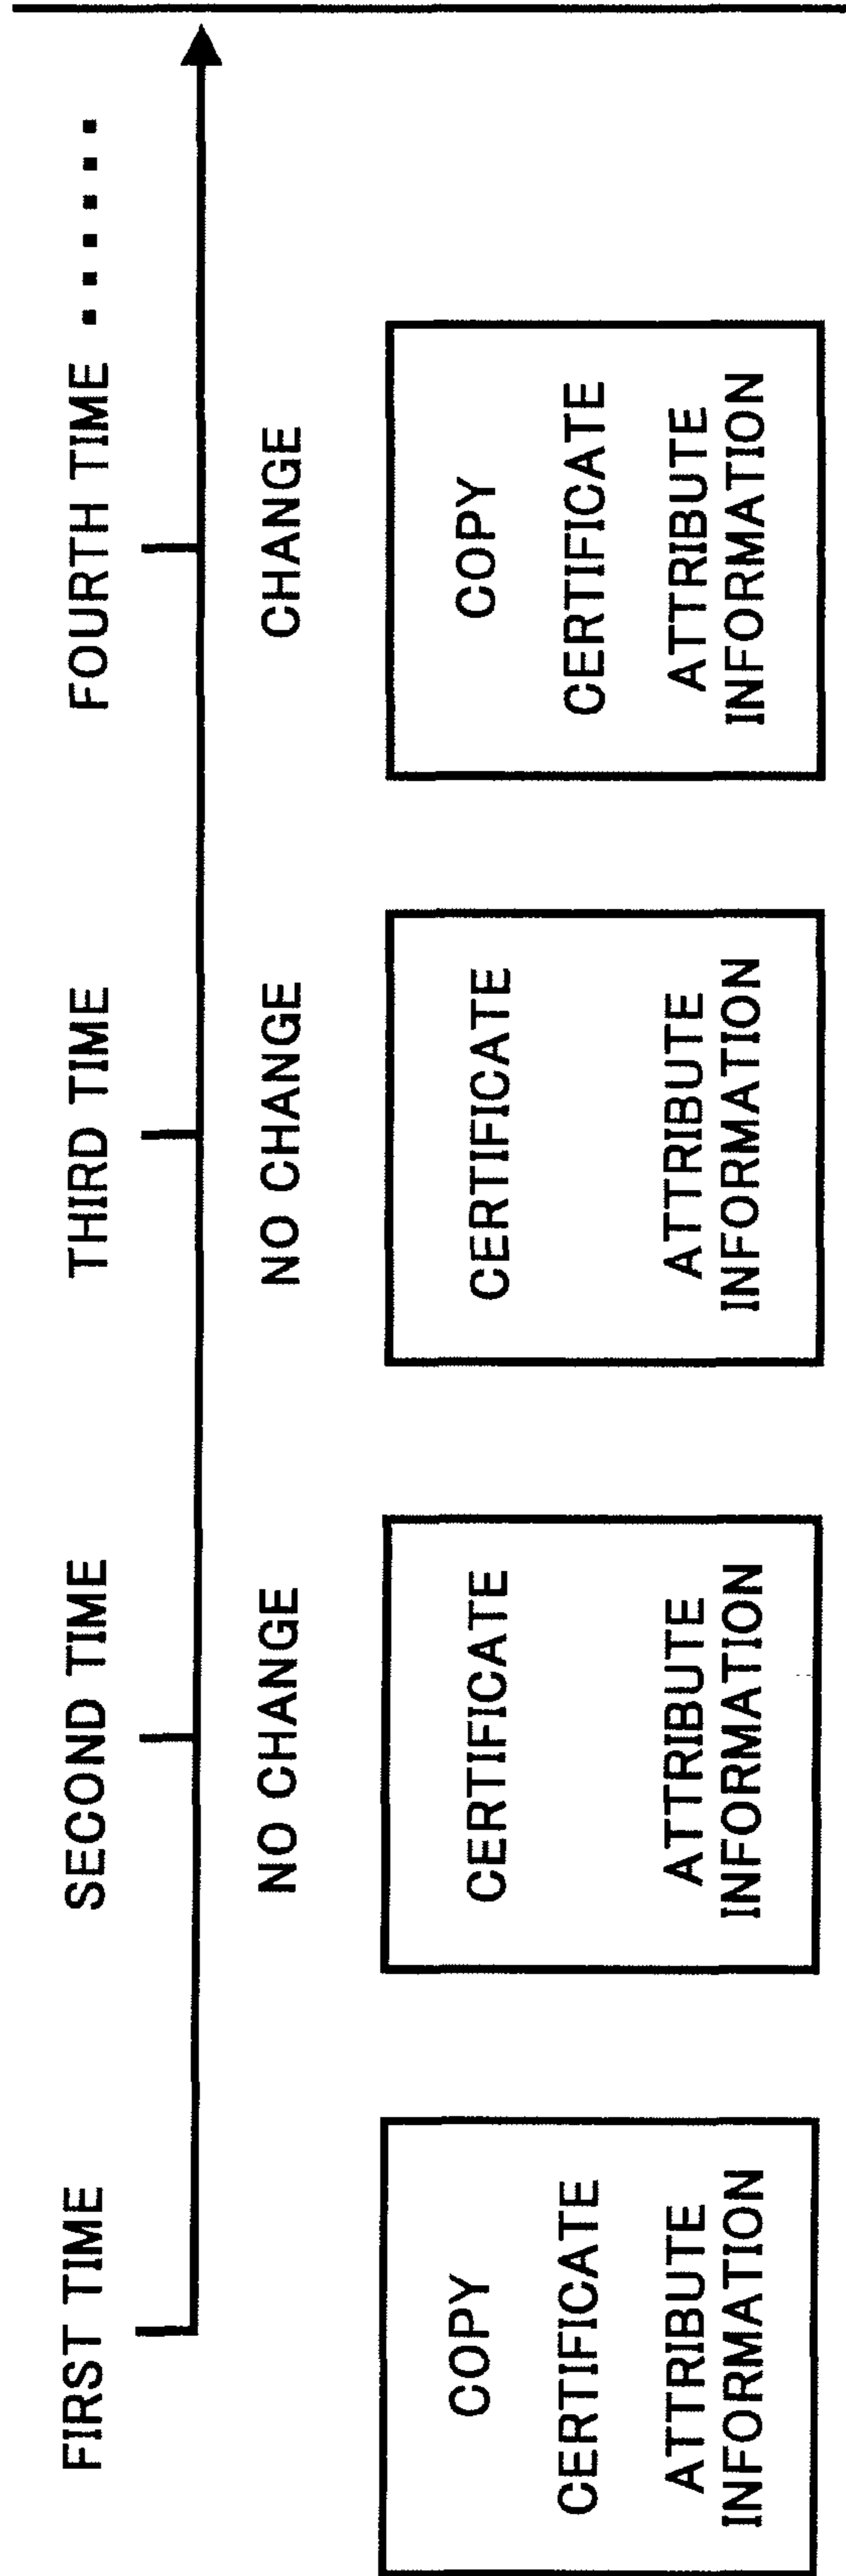 FIRST TIME
SECOND TIME
THIRD TIME
FOURTH TIME ......
NO CHANGE
NO CHANGE
CHANGE
COPY
CERTIFICATE
ATTRIBUTE
INFORMATION
CERTIFICATE
ATTRIBUTE
INFORMATION
CERTIFICATE
ATTRIBUTE
INFORMATION
COPY
CERTIFICATE
ATTRIBUTE
INFORMATION